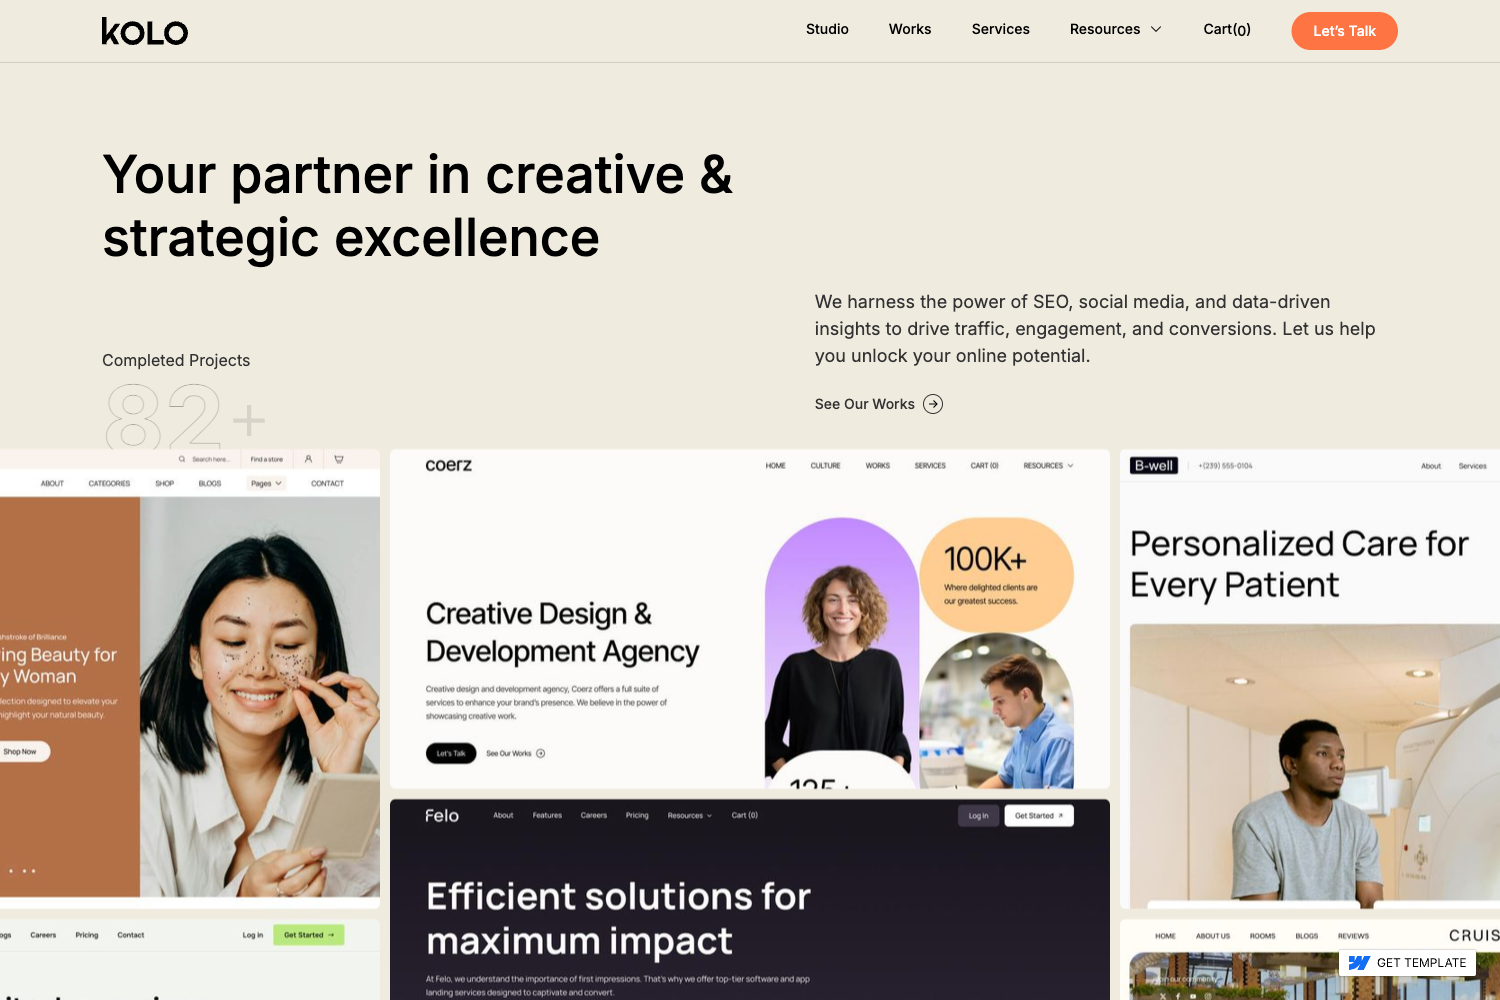 KOLO
Studio
Works
Services
Resources
Cart(0)
Let's Talk
Your partner in creative &
strategic excellence
We harness the power of SEO, social media, and data-driven
insights to drive traffic, engagement, and conversions. Let us help
you unlock your online potential.
See Our Works
Completed Projects
82+
Search here...
Find a store
ABOUT
CATEGORIES
SHOP
BLOGS
Pages
CONTACT
shstroke of Brilliance
ing Beauty for
y Woman
lection designed to elevate your
highlight your natural beauty.
Shop Now
coerz
HOME
CULTURE
WORKS
SERVICES
CART (0)
RESOURCES
Creative Design &
Development Agency
Creative design and development agency, Coerz offers a full suite of
services to enhance your brand's presence. We believe in the power of
showcasing creative work.
Let's Talk
See Our Works
100K+
Where delighted clients are
our greatest success.
125+
B-well
+(239) 555-0104
About
Services
Personalized Care for
Every Patient
Felo
About
Features
Careers
Pricing
Resources
Cart (0)
Log In
Get Started
Efficient solutions for
maximum impact
At Felo, we understand the importance of first impressions. That's why we offer top-tier software and app
landing services designed to captivate and convert.
ogs
Careers
Pricing
Contact
Log in
Get Started
HOME
ABOUT US
ROOMS
BLOGS
REVIEWS
CRUIS
Join our community
GET TEMPLATE